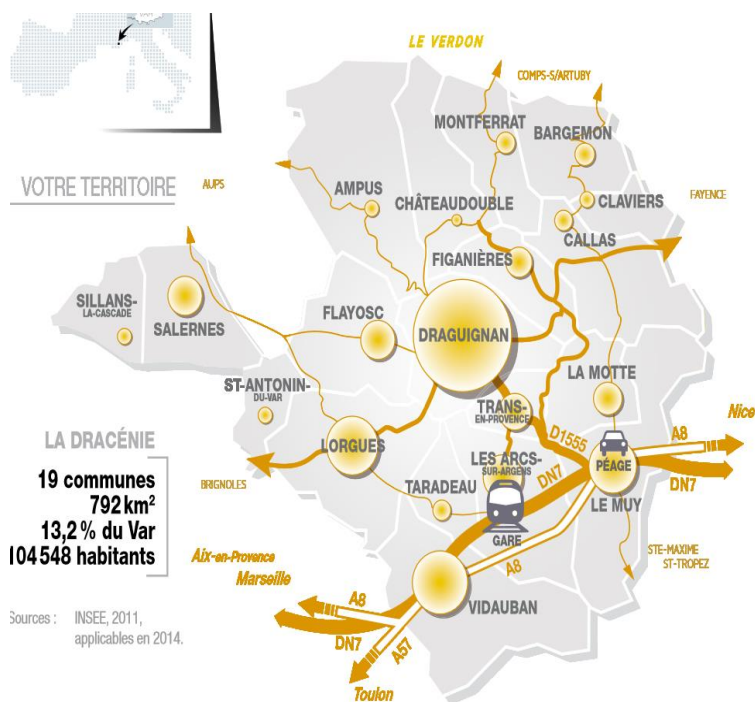 LE VERDON
COMPS-S/ARTUBY
MONTFERRAT
BARGEMON
VOTRE TERRITOIRE
AUPS
AMPUS
CHÂTEAUDOUBLE
CLAVIERS
FAYENCE
CALLAS
FIGANIÈRES
SILLANS-
LA-CASCADE
SALERNES
FLAYOSC
DRAGUIGNAN
ST-ANTONIN-
DU-VAR
LA MOTTE
TRANS-
EN-PROVENCE
Nice
A8
D1555
LA DRACÉNIE
LORGUES
LES ARCS-
SUR-ARGENS
PÉAGE
DN7
DN7
19 communes
792 km²
13,2 % du Var
104 548 habitants
BRIGNOLES
TARADEAU
LE MUY
GARE
STE-MAXIME
ST-TROPEZ
Aix-en-Provence
Marseille
A8
A8
VIDAUBAN
DN7
A57
Toulon
Sources : INSEE, 2011,
applicables en 2014.